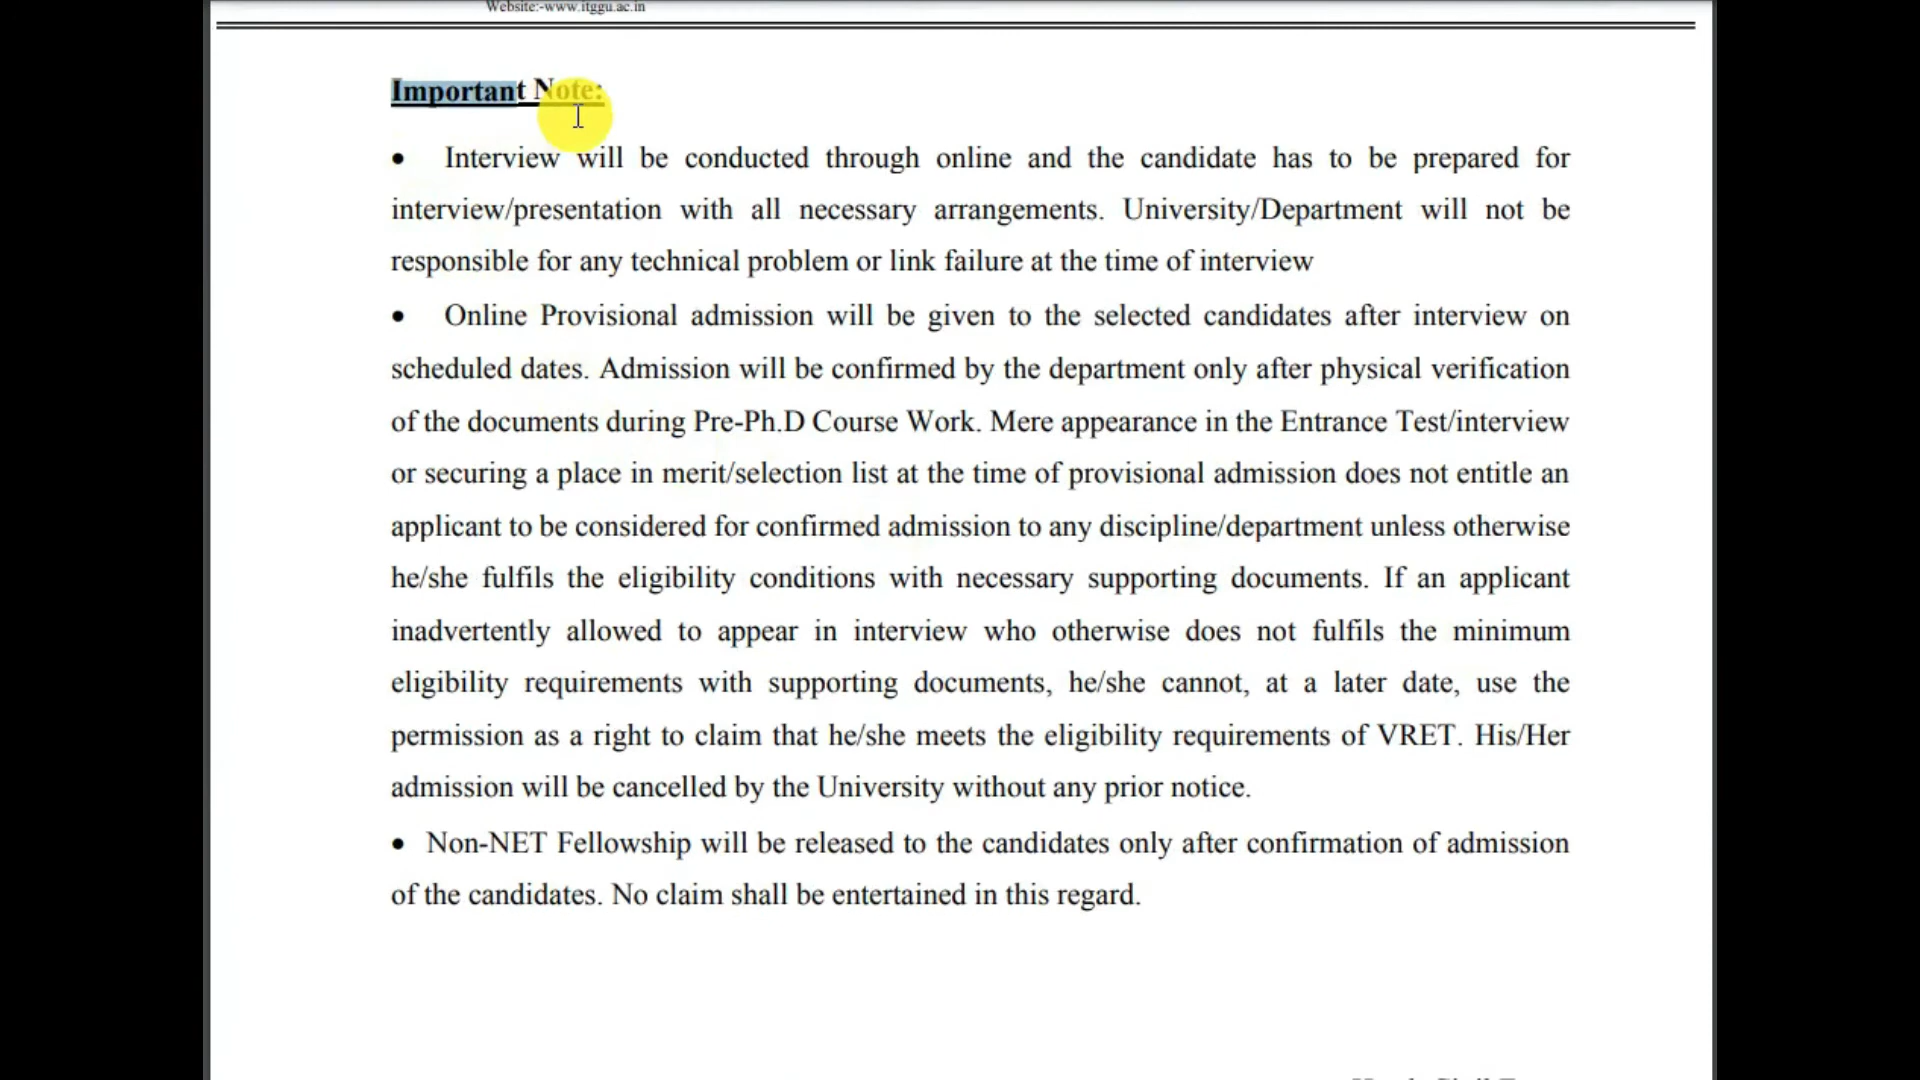 Website:-www.itggu.ac.in
Important Note:
• Interview will be conducted through online and the candidate has to be prepared for
interview/presentation with all necessary arrangements. University/Department will not be
responsible for any technical problem or link failure at the time of interview
• Online Provisional admission will be given to the selected candidates after interview on
scheduled dates. Admission will be confirmed by the department only after physical verification
of the documents during Pre-Ph.D Course Work. Mere appearance in the Entrance Test/interview
or securing a place in merit/selection list at the time of provisional admission does not entitle an
applicant to be considered for confirmed admission to any discipline/department unless otherwise
he/she fulfils the eligibility conditions with necessary supporting documents. If an applicant
inadvertently allowed to appear in interview who otherwise does not fulfils the minimum
eligibility requirements with supporting documents, he/she cannot, at a later date, use the
permission as a right to claim that he/she meets the eligibility requirements of VRET. His/Her
admission will be cancelled by the University without any prior notice.
• Non-NET Fellowship will be released to the candidates only after confirmation of admission
of the candidates. No claim shall be entertained in this regard.